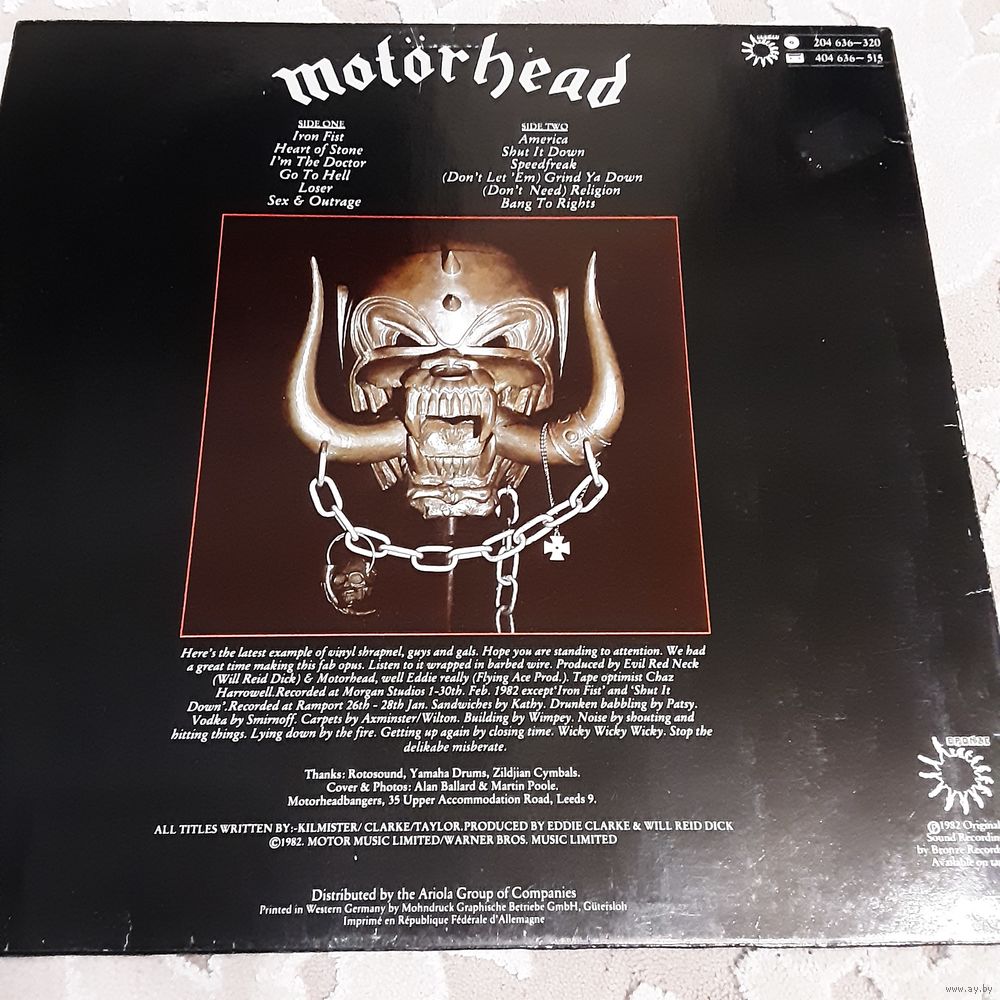 motörhead
BRONZE
204 636—320
404 636—515
SIDE ONE
Iron Fist
Heart of Stone
I'm The Doctor
Go To Hell
Loser
Sex & Outrage
SIDE TWO
America
Shut It Down
Speedfreak
(Don't Let 'Em) Grind Ya Down
(Don't Need) Religion
Bang To Rights
Here's the latest example of vinyl shrapnel, guys and gals. Hope you are standing to attention. We had
a great time making this fab opus. Listen to it wrapped in barbed wire. Produced by Evil Red Neck
(Will Reid Dick) & Motorhead, well Eddie really (Flying Ace Prod.). Tape optimist Chaz
Harrowell.Recorded at Morgan Studios 1-30th. Feb. 1982 except'Iron Fist' and 'Shut It
Down'.Recorded at Ramport 26th - 28th Jan. Sandwiches by Kathy. Drunken babbling by Patsy.
Vodka by Smirnoff. Carpets by Axminster/Wilton. Building by Wimpey. Noise by shouting and
hitting things. Lying down by the fire. Getting up again by closing time. Wicky Wicky Wicky. Stop the
delikabe misberate.
Thanks: Rotosound, Yamaha Drums, Zildjian Cymbals.
Cover & Photos: Alan Ballard & Martin Poole.
Motorheadbangers, 35 Upper Accommodation Road, Leeds 9.
ALL TITLES WRITTEN BY:-KILMISTER/ CLARKE/TAYLOR.PRODUCED BY EDDIE CLARKE & WILL REID DICK
©1982. MOTOR MUSIC LIMITED/WARNER BROS. MUSIC LIMITED
BRONZE
℗1982 Original
Sound Recordin
by Bronze Record
Available on ta
Distributed by the Ariola Group of Companies
Printed in Western Germany by Mohndruck Graphische Betriebe GmbH, Gütersloh
Imprimé en République Fédérale d'Allemagne
www.ay.by